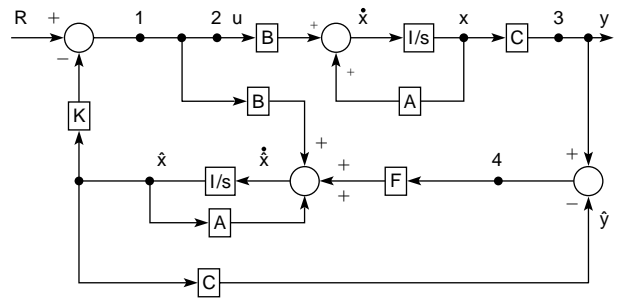 R + 1 2 u B + ẋ I/s x C 3 y
− + A
K B
+ +
x̂ x̂̇ + 4
I/s + F −
A ŷ
C